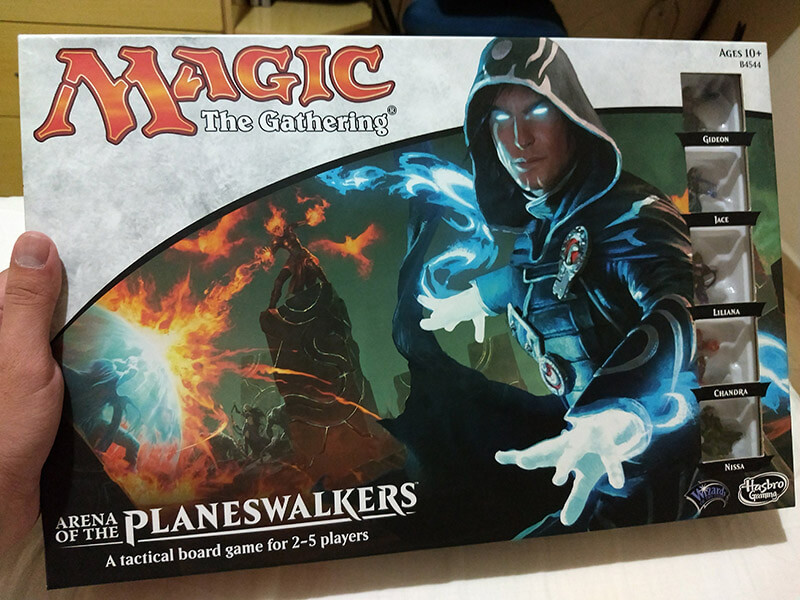 MAGIC
The Gathering®
AGES 10+
B4544
GIDEON
JACE
LILIANA
CHANDRA
NISSA
ARENA
OF THE
PLANESWALKERS™
A tactical board game for 2-5 players
Wizards
Hasbro
Gaming